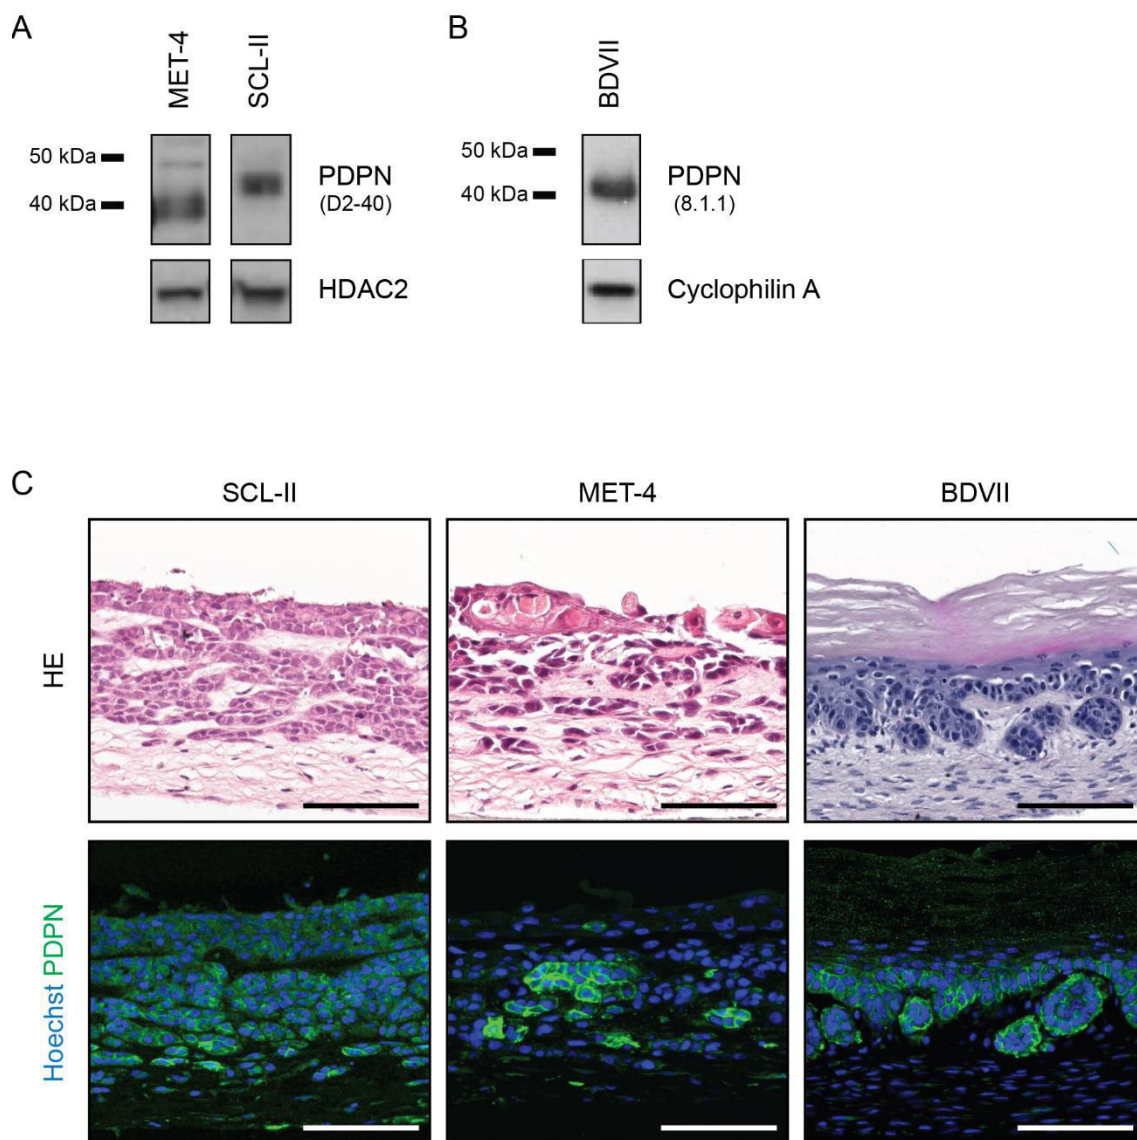 A
MET-4
SCL-II
50 kDa
40 kDa
PDPN
(D2-40)
HDAC2
B
BDVII
50 kDa
40 kDa
PDPN
(8.1.1)
Cyclophilin A
C
SCL-II
MET-4
BDVII
HE
Hoechst PDPN